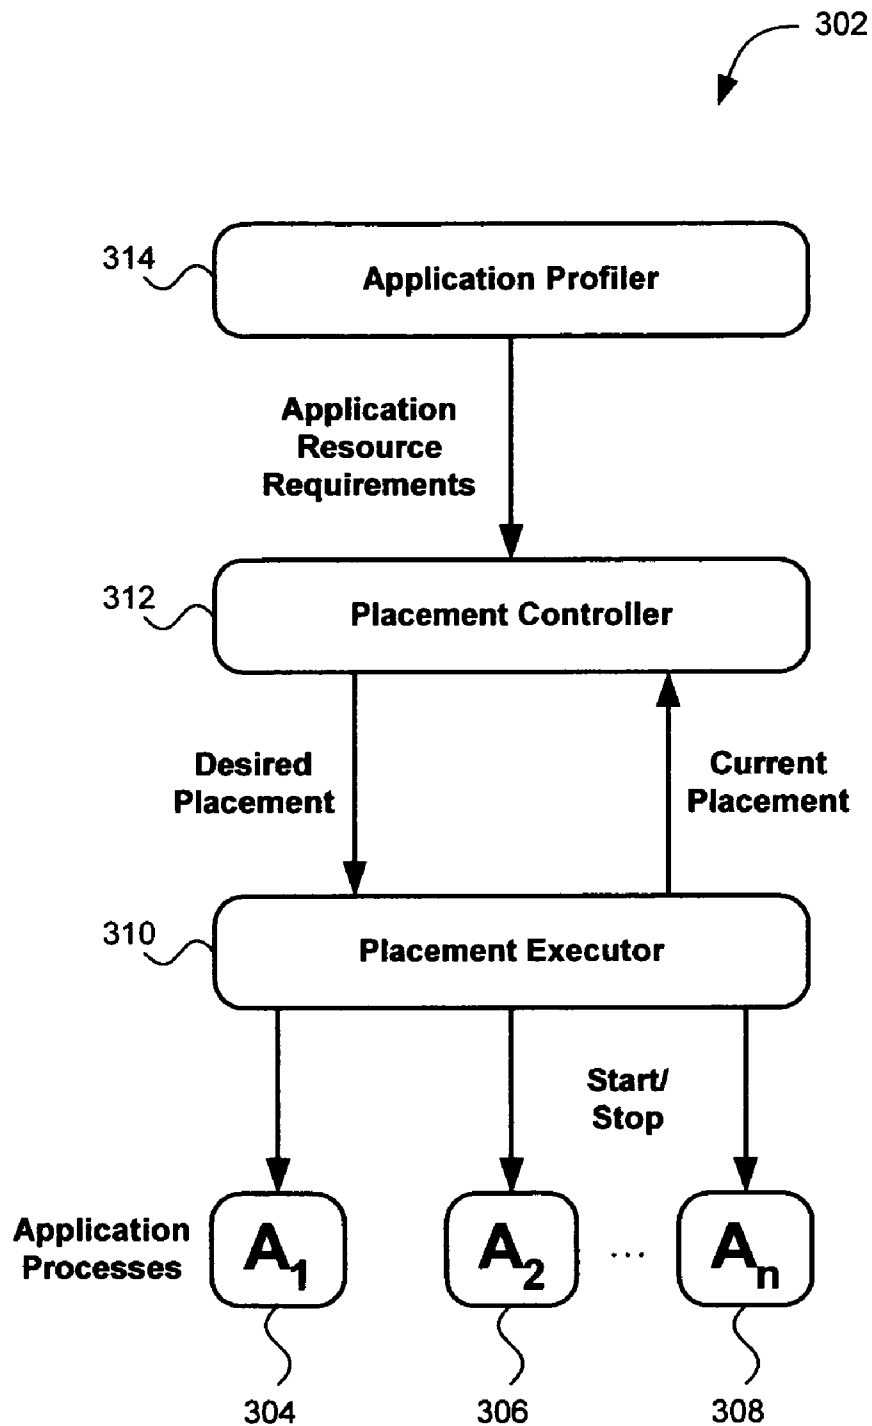 302
314
Application Profiler
Application
Resource
Requirements
312
Placement Controller
Desired
Placement
Current
Placement
310
Placement Executor
Start/
Stop
Application
Processes
A1
A2
...
An
304
306
308